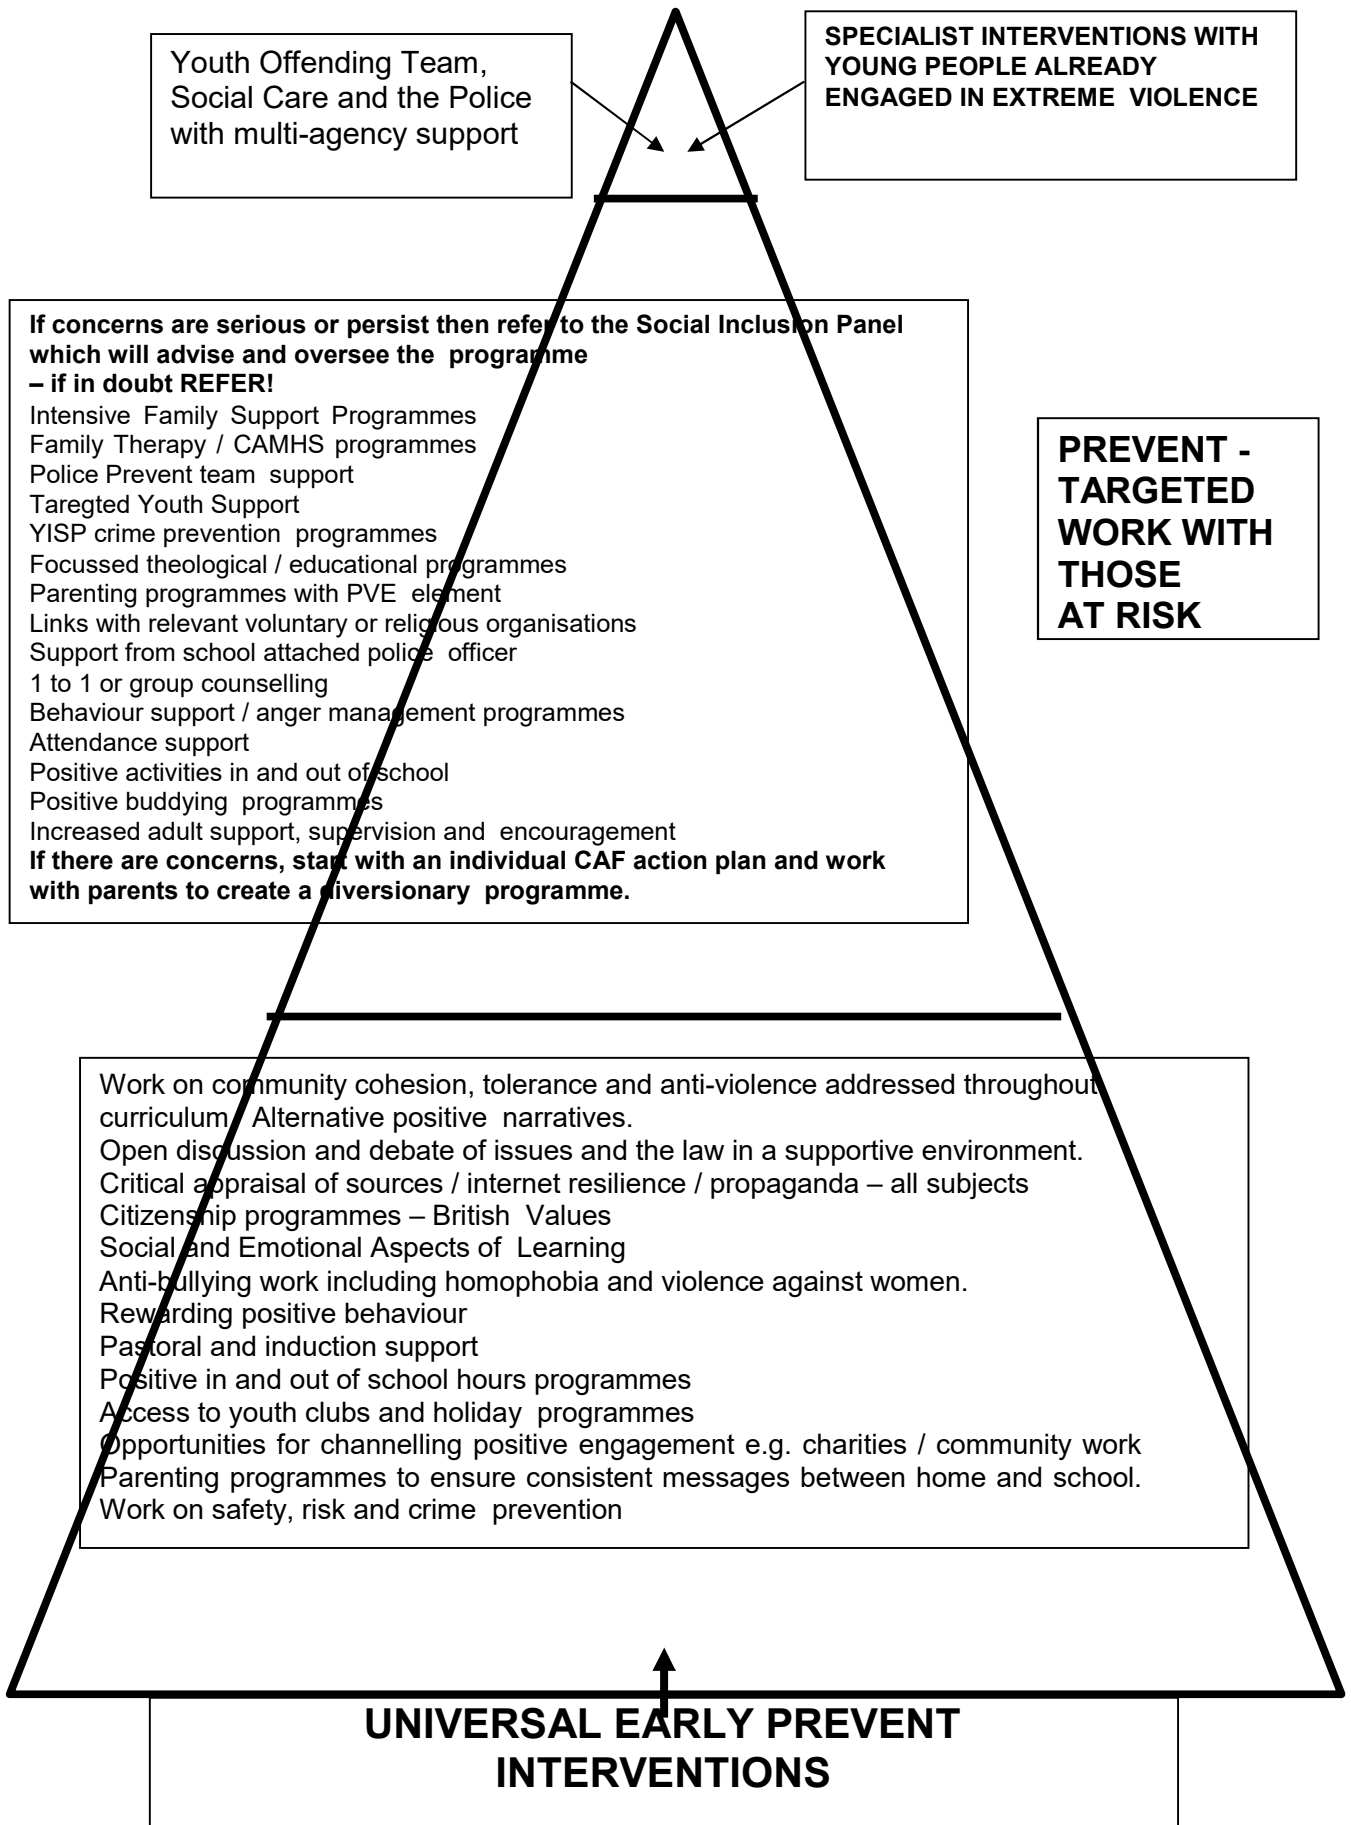 Youth Offending Team,
Social Care and the Police
with multi-agency support
SPECIALIST INTERVENTIONS WITH
YOUNG PEOPLE ALREADY
ENGAGED IN EXTREME VIOLENCE
If concerns are serious or persist then refer to the Social Inclusion Panel
which will advise and oversee the programme
– if in doubt REFER!
Intensive Family Support Programmes
Family Therapy / CAMHS programmes
Police Prevent team support
Taregted Youth Support
YISP crime prevention programmes
Focussed theological / educational programmes
Parenting programmes with PVE element
Links with relevant voluntary or religious organisations
Support from school attached police officer
1 to 1 or group counselling
Behaviour support / anger management programmes
Attendance support
Positive activities in and out of school
Positive buddying programmes
Increased adult support, supervision and encouragement
If there are concerns, start with an individual CAF action plan and work
with parents to create a diversionary programme.
PREVENT -
TARGETED
WORK WITH
THOSE
AT RISK
Work on community cohesion, tolerance and anti-violence addressed throughout
curriculum. Alternative positive narratives.
Open discussion and debate of issues and the law in a supportive environment.
Critical appraisal of sources / internet resilience / propaganda – all subjects
Citizenship programmes – British Values
Social and Emotional Aspects of Learning
Anti-bullying work including homophobia and violence against women.
Rewarding positive behaviour
Pastoral and induction support
Positive in and out of school hours programmes
Access to youth clubs and holiday programmes
Opportunities for channelling positive engagement e.g. charities / community work
Parenting programmes to ensure consistent messages between home and school.
Work on safety, risk and crime prevention
UNIVERSAL EARLY PREVENT
INTERVENTIONS